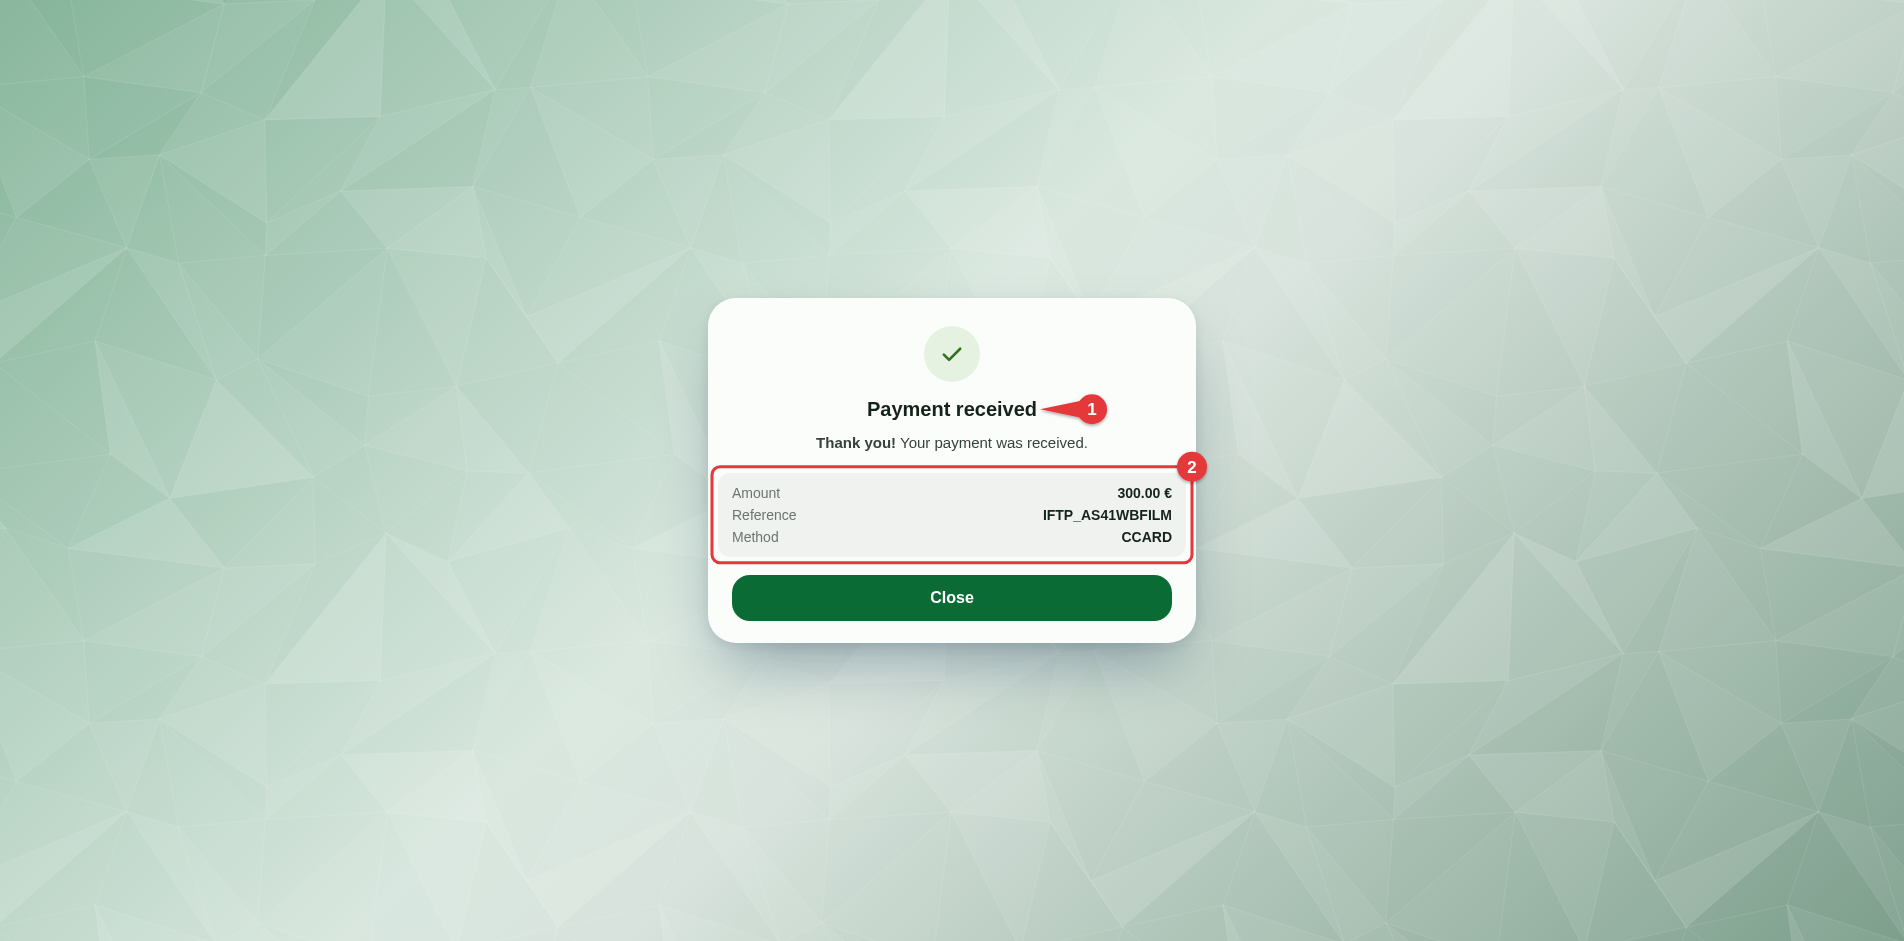 Payment received
1
Thank you! Your payment was received.
2
Amount 300.00 €
Reference IFTP_AS41WBFILM
Method CCARD
Close